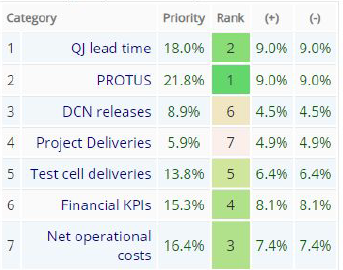 Category Priority Rank (+) (-)
1 QJ lead time 18.0% 2 9.0% 9.0%
2 PROTUS 21.8% 1 9.0% 9.0%
3 DCN releases 8.9% 6 4.5% 4.5%
4 Project Deliveries 5.9% 7 4.9% 4.9%
5 Test cell deliveries 13.8% 5 6.4% 6.4%
6 Financial KPIs 15.3% 4 8.1% 8.1%
7 Net operational costs 16.4% 3 7.4% 7.4%